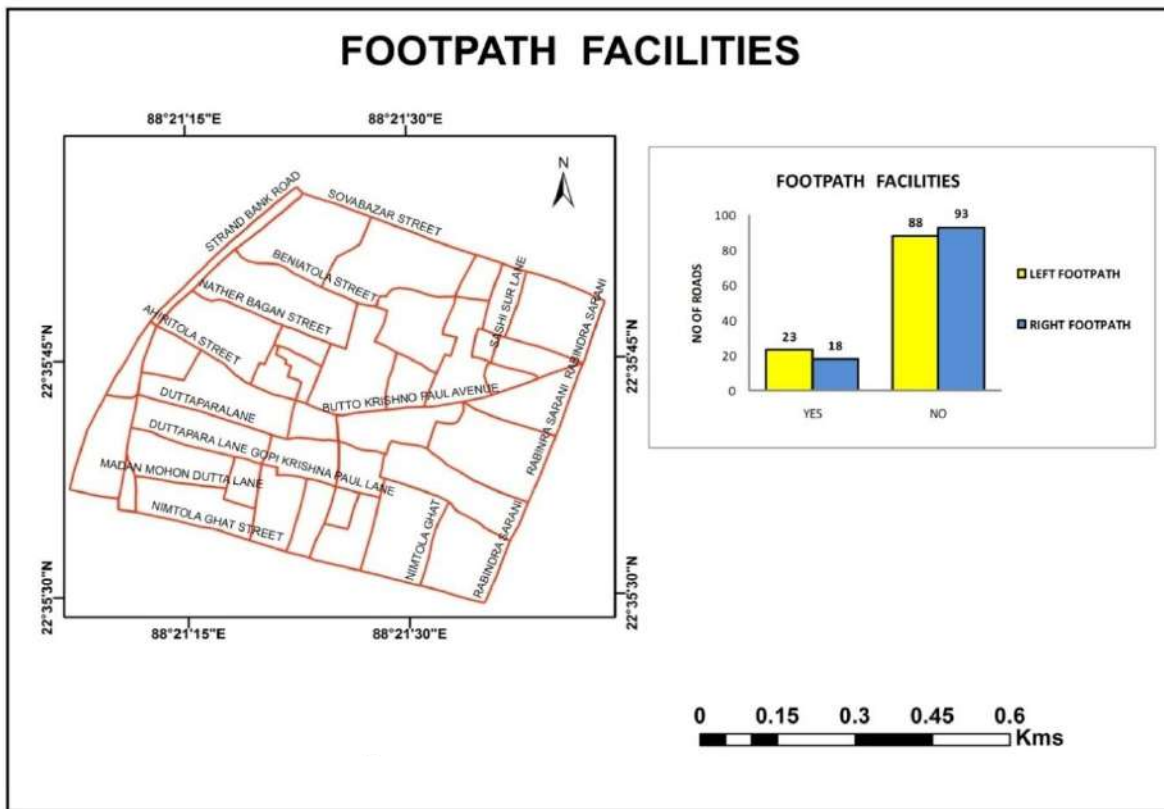 FOOTPATH FACILITIES
88°21'15"E
88°21'30"E
N
STRAND BANK ROAD
SOVABAZAR STREET
BENIATOLA STREET
SASHI SUR LANE
NATHER BAGAN STREET
RABINDRA SARANI
AHIRITOLA STREET
22°35'45"N
22°35'45"N
BUTTO KRISHNO PAUL AVENUE
DUTTAPARALANE
RABINRA SARANI
DUTTAPARA LANE GOPI KRISHNA PAUL LANE
MADAN MOHON DUTTA LANE
NIMTOLA GHAT STREET
NIMTOLA GHAT
RABINDRA SARANI
22°35'30"N
22°35'30"N
88°21'15"E
88°21'30"E
FOOTPATH FACILITIES
NO OF ROADS
100
80
60
40
20
0
23
18
88
93
YES
NO
LEFT FOOTPATH
RIGHT FOOTPATH
0 0.15 0.3 0.45 0.6
Kms